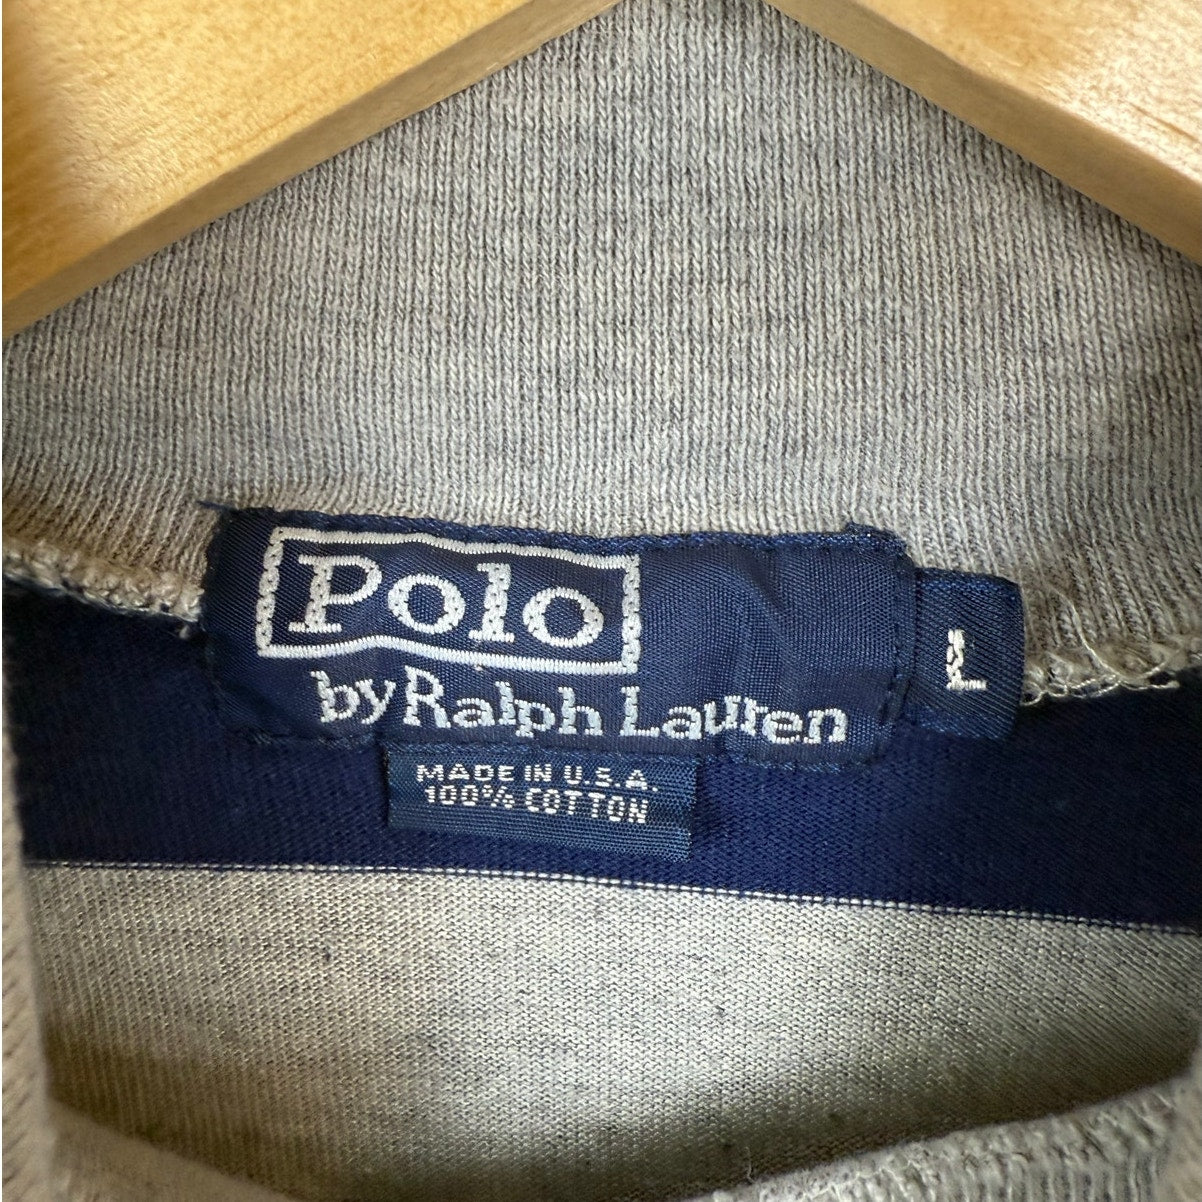 Polo
by Ralph Lauren
L
MADE IN U.S.A.
100% COTTON